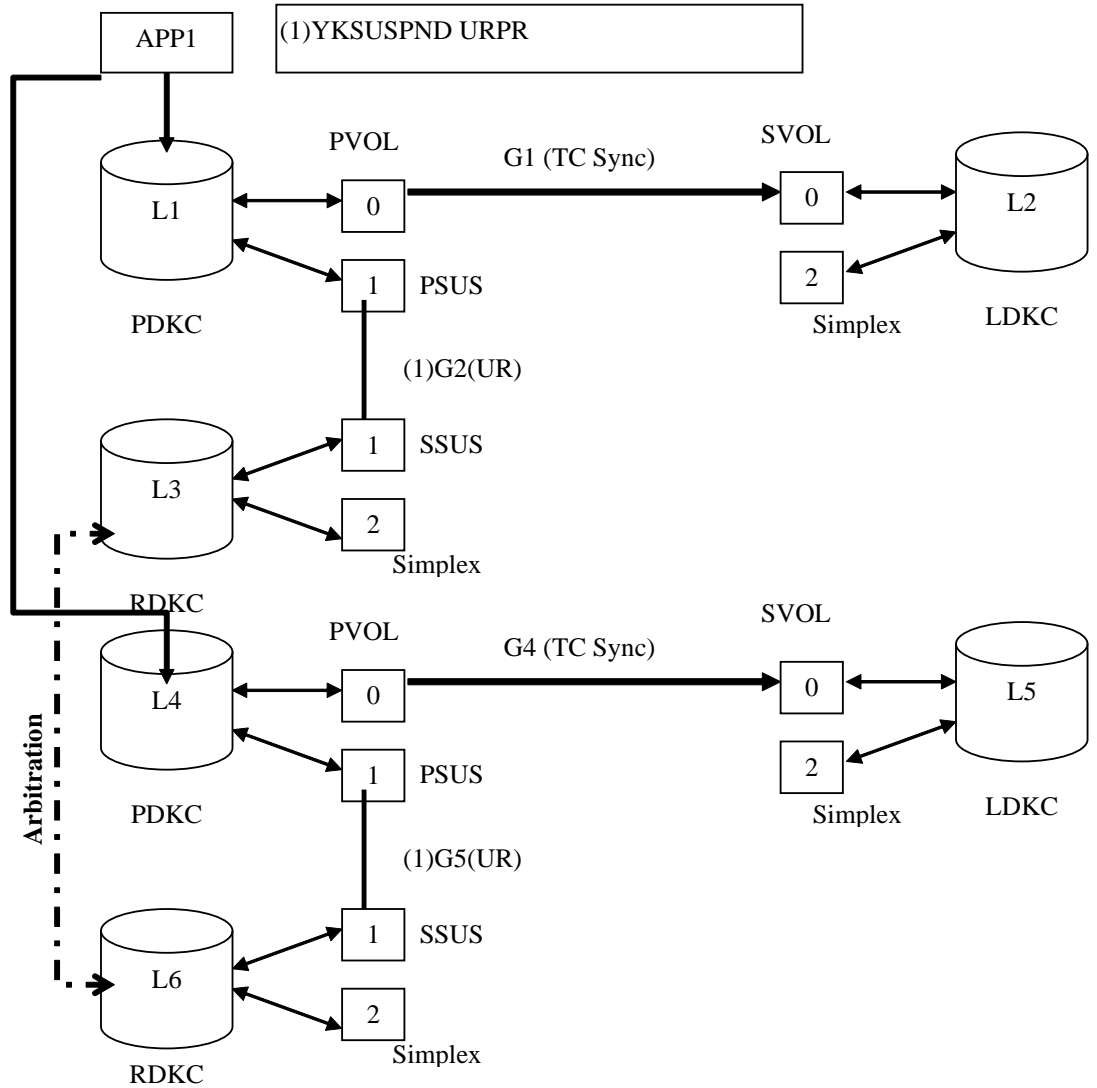 APP1
(1)YKSUSPND URPR
PVOL
G1 (TC Sync)
SVOL
L1
0
0
L2
1
PSUS
2
PDKC
Simplex
LDKC
(1)G2(UR)
1
SSUS
L3
2
Simplex
RDKC
PVOL
G4 (TC Sync)
SVOL
L4
0
0
L5
1
PSUS
2
PDKC
Simplex
LDKC
Arbitration
(1)G5(UR)
1
SSUS
L6
2
Simplex
RDKC